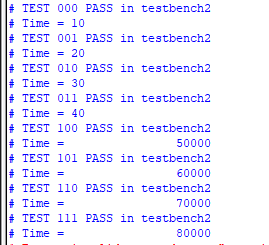 # TEST 000 PASS in testbench2
# Time = 10
# TEST 001 PASS in testbench2
# Time = 20
# TEST 010 PASS in testbench2
# Time = 30
# TEST 011 PASS in testbench2
# Time = 40
# TEST 100 PASS in testbench2
# Time =                50000
# TEST 101 PASS in testbench2
# Time =                60000
# TEST 110 PASS in testbench2
# Time =                70000
# TEST 111 PASS in testbench2
# Time =                80000